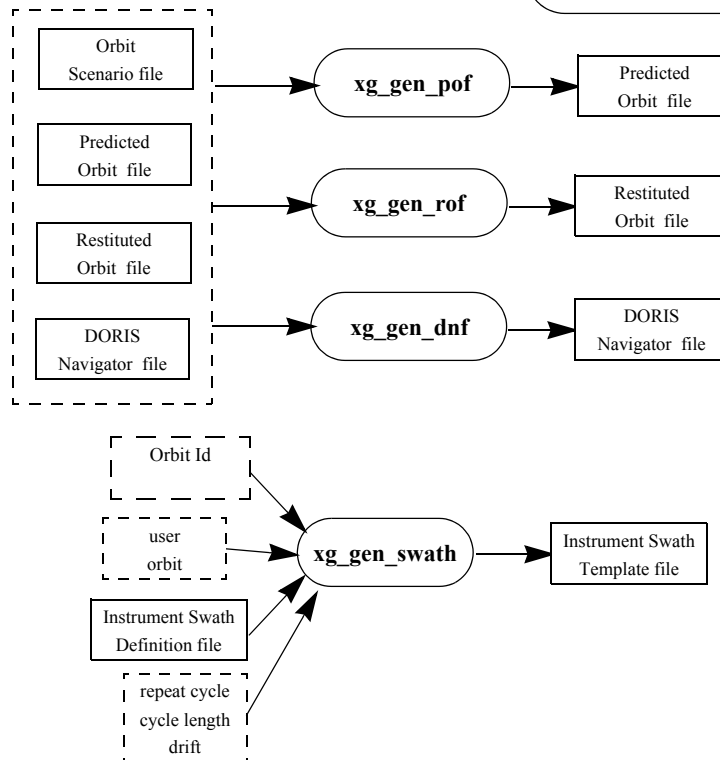 Orbit
Scenario file
Predicted
Orbit file
Restituted
Orbit file
DORIS
Navigator file
xg_gen_pof
Predicted
Orbit file
xg_gen_rof
Restituted
Orbit file
xg_gen_dnf
DORIS
Navigator file
Orbit Id
user
orbit
Instrument Swath
Definition file
repeat cycle
cycle length
drift
xg_gen_swath
Instrument Swath
Template file